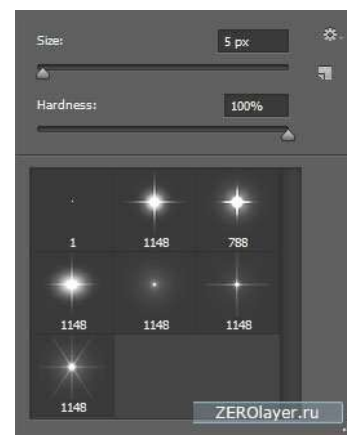 Size: 5 px
Hardness: 100%
1 1148 788
1148 1148 1148
1148
ZEROlayer.ru